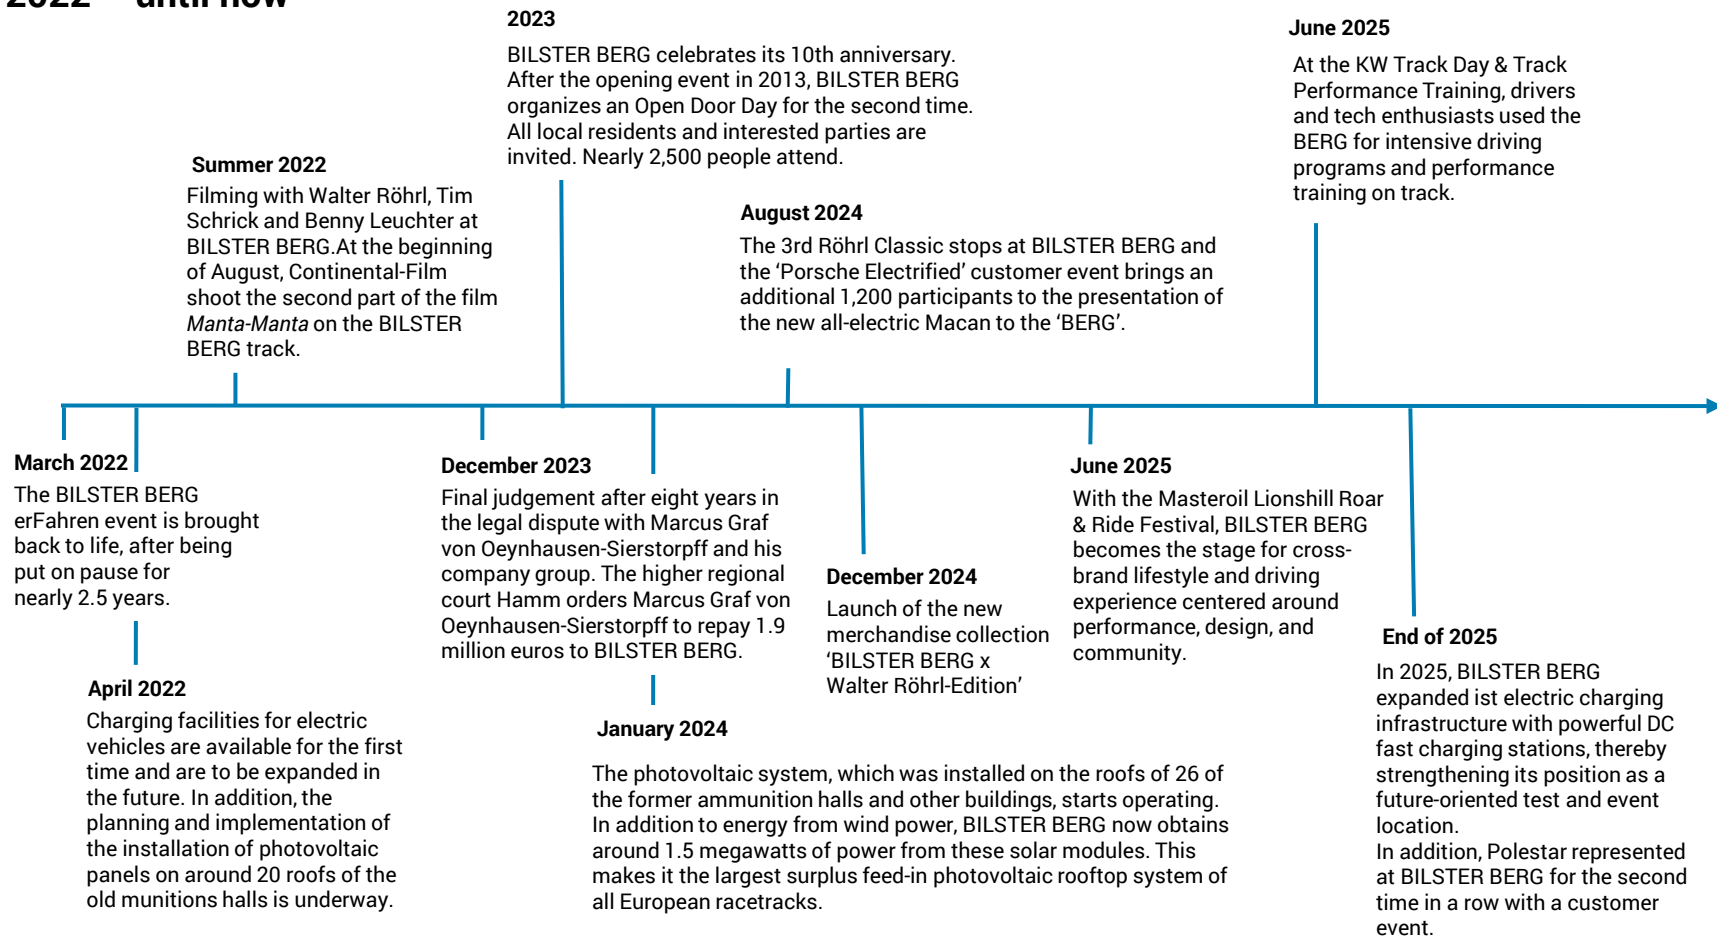 2022 – until now
2023
BILSTER BERG celebrates its 10th anniversary.
After the opening event in 2013, BILSTER BERG
organizes an Open Door Day for the second time.
All local residents and interested parties are
invited. Nearly 2,500 people attend.
June 2025
At the KW Track Day & Track
Performance Training, drivers
and tech enthusiasts used the
BERG for intensive driving
programs and performance
training on track.
Summer 2022
Filming with Walter Röhrl, Tim
Schrick and Benny Leuchter at
BILSTER BERG.At the beginning
of August, Continental-Film
shoot the second part of the film
Manta-Manta on the BILSTER
BERG track.
August 2024
The 3rd Röhrl Classic stops at BILSTER BERG and
the ‘Porsche Electrified’ customer event brings an
additional 1,200 participants to the presentation of
the new all-electric Macan to the ‘BERG’.
March 2022
The BILSTER BERG
erFahren event is brought
back to life, after being
put on pause for
nearly 2.5 years.
April 2022
Charging facilities for electric
vehicles are available for the first
time and are to be expanded in
the future. In addition, the
planning and implementation of
the installation of photovoltaic
panels on around 20 roofs of the
old munitions halls is underway.
December 2023
Final judgement after eight years in
the legal dispute with Marcus Graf
von Oeynhausen-Sierstorpff and his
company group. The higher regional
court Hamm orders Marcus Graf von
Oeynhausen-Sierstorpff to repay 1.9
million euros to BILSTER BERG.
January 2024
The photovoltaic system, which was installed on the roofs of 26 of
the former ammunition halls and other buildings, starts operating.
In addition to energy from wind power, BILSTER BERG now obtains
around 1.5 megawatts of power from these solar modules. This
makes it the largest surplus feed-in photovoltaic rooftop system of
all European racetracks.
December 2024
Launch of the new
merchandise collection
‘BILSTER BERG x
Walter Röhrl-Edition’
June 2025
With the Masteroil Lionshill Roar
& Ride Festival, BILSTER BERG
becomes the stage for cross-
brand lifestyle and driving
experience centered around
performance, design, and
community.
End of 2025
In 2025, BILSTER BERG
expanded ist electric charging
infrastructure with powerful DC
fast charging stations, thereby
strengthening its position as a
future-oriented test and event
location.
In addition, Polestar represented
at BILSTER BERG for the second
time in a row with a customer
event.